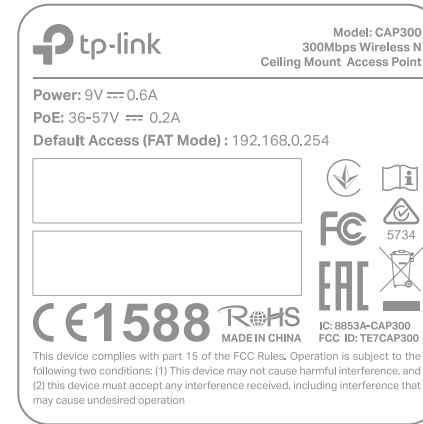 tp-link
Model: CAP300
300Mbps Wireless N
Ceiling Mount Access Point
Power: 9V ⎓ 0.6A
PoE: 36-57V ⎓ 0.2A
Default Access (FAT Mode) : 192.168.0.254
FC
5734
EAC
CE1588
RoHS
MADE IN CHINA
IC: 8853A-CAP300
FCC ID: TE7CAP300
This device complies with part 15 of the FCC Rules. Operation is subject to the
following two conditions: (1) This device may not cause harmful interference, and
(2) this device must accept any interference received, including interference that
may cause undesired operation